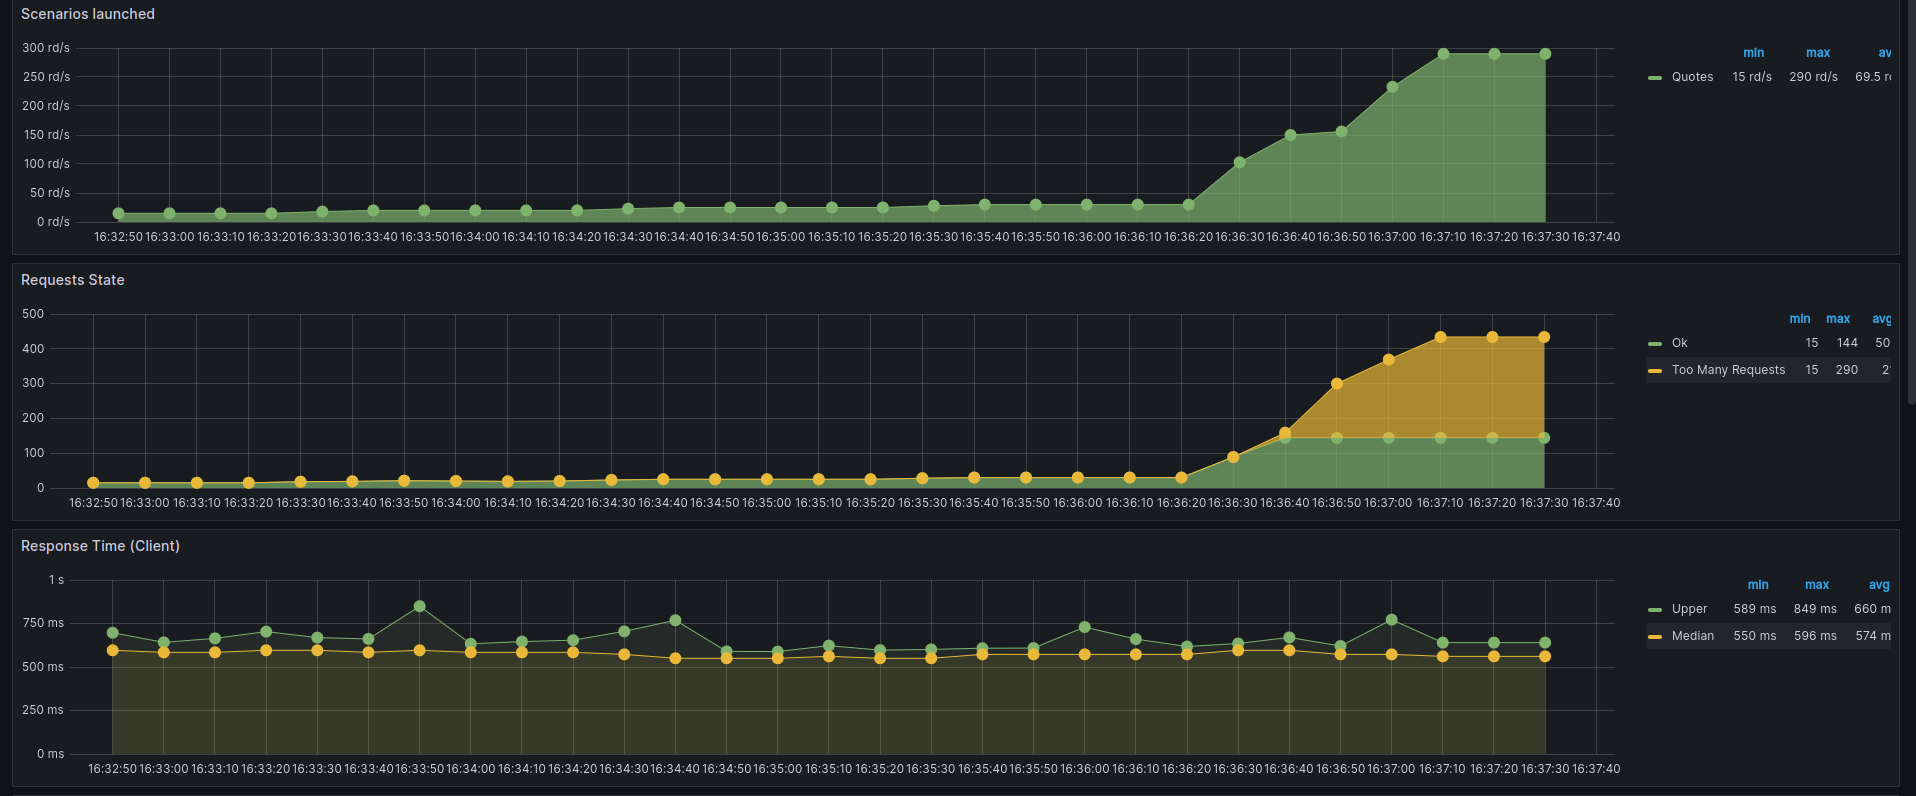 Scenarios launched
300 rd/s
250 rd/s
200 rd/s
150 rd/s
100 rd/s
50 rd/s
0 rd/s
16:32:50 16:33:00 16:33:10 16:33:20 16:33:30 16:33:40 16:33:50 16:34:00 16:34:10 16:34:20 16:34:30 16:34:40 16:34:50 16:35:00 16:35:10 16:35:20 16:35:30 16:35:40 16:35:50 16:36:00 16:36:10 16:36:20 16:36:30 16:36:40 16:36:50 16:37:00 16:37:10 16:37:20 16:37:30 16:37:40
min max av
Quotes 15 rd/s 290 rd/s 69.5 r
Requests State
500
400
300
200
100
0
16:32:50 16:33:00 16:33:10 16:33:20 16:33:30 16:33:40 16:33:50 16:34:00 16:34:10 16:34:20 16:34:30 16:34:40 16:34:50 16:35:00 16:35:10 16:35:20 16:35:30 16:35:40 16:35:50 16:36:00 16:36:10 16:36:20 16:36:30 16:36:40 16:36:50 16:37:00 16:37:10 16:37:20 16:37:30 16:37:40
min max avg
Ok 15 144 50
Too Many Requests 15 290 2
Response Time (Client)
1 s
750 ms
500 ms
250 ms
0 ms
16:32:50 16:33:00 16:33:10 16:33:20 16:33:30 16:33:40 16:33:50 16:34:00 16:34:10 16:34:20 16:34:30 16:34:40 16:34:50 16:35:00 16:35:10 16:35:20 16:35:30 16:35:40 16:35:50 16:36:00 16:36:10 16:36:20 16:36:30 16:36:40 16:36:50 16:37:00 16:37:10 16:37:20 16:37:30 16:37:40
min max avg
Upper 589 ms 849 ms 660 m
Median 550 ms 596 ms 574 m